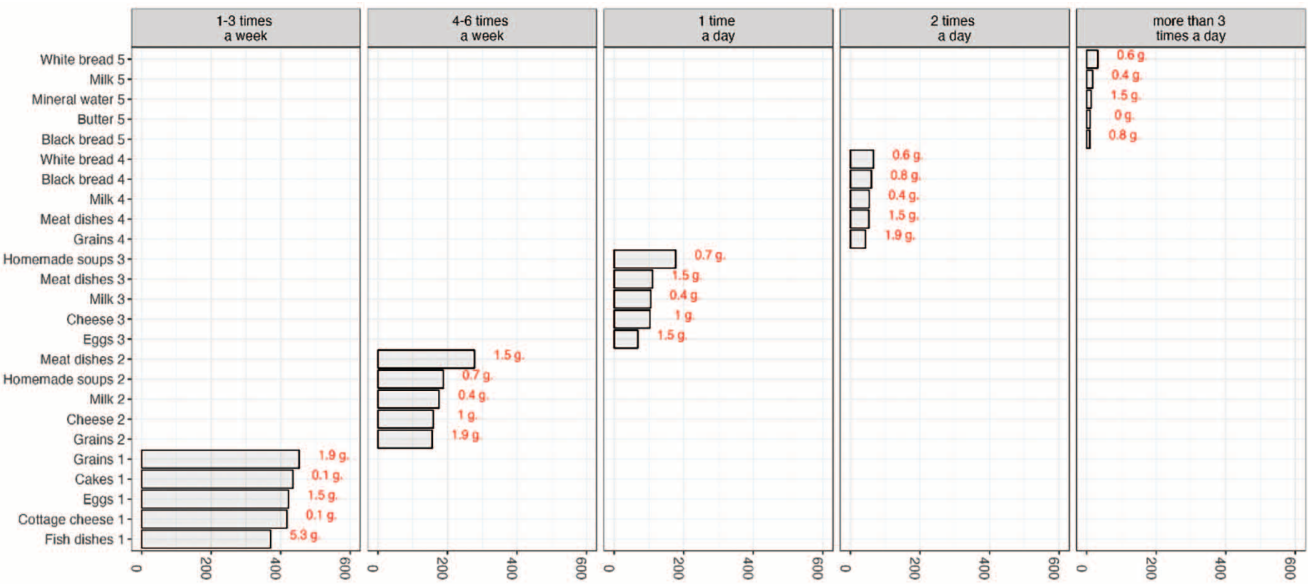 1-3 times
a week
4-6 times
a week
1 time
a day
2 times
a day
more than 3
times a day
White bread 5
0.6 g.
Milk 5
0.4 g.
Mineral water 5
1.5 g.
Butter 5
0 g.
Black bread 5
0.8 g.
White bread 4
0.6 g.
Black bread 4
0.8 g.
Milk 4
0.4 g.
Meat dishes 4
1.5 g.
Grains 4
1.9 g.
Homemade soups 3
0.7 g.
Meat dishes 3
1.5 g.
Milk 3
0.4 g.
Cheese 3
1 g.
Eggs 3
1.5 g.
Meat dishes 2
1.5 g.
Homemade soups 2
0.7 g.
Milk 2
0.4 g.
Cheese 2
1 g.
Grains 2
1.9 g.
Grains 1
1.9 g.
Cakes 1
0.1 g.
Eggs 1
1.5 g.
Cottage cheese 1
0.1 g.
Fish dishes 1
5.3 g.
0 200 400 600
0 200 400 600
0 200 400 600
0 200 400 600
0 200 400 600